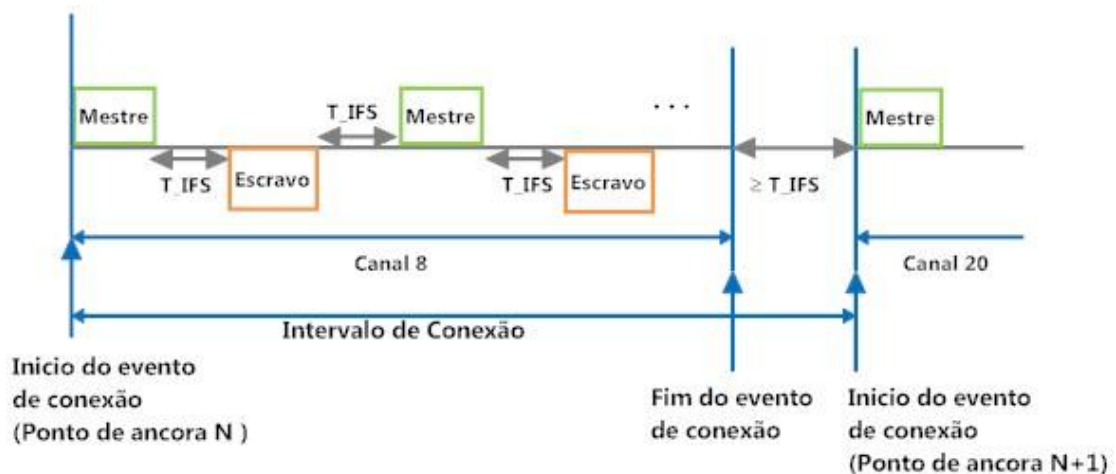 T_IFS
Mestre
Mestre
...
Mestre
T_IFS
Escravo
T_IFS
Escravo
≥ T_IFS
Canal 8
Canal 20
Intervalo de Conexão
Inicio do evento
de conexão
(Ponto de ancora N )
Fim do evento
de conexão
Inicio do evento
de conexão
(Ponto de ancora N+1)